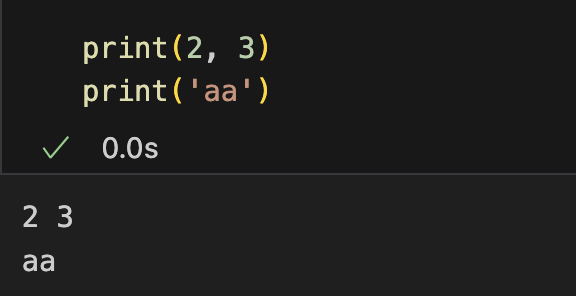 print(2, 3)
print('aa')
0.0s
2 3
aa